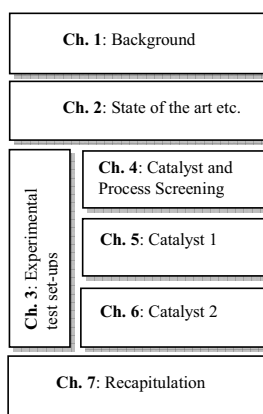 Ch. 1: Background
Ch. 2: State of the art etc.
Ch. 3: Experimental
test set-ups
Ch. 4: Catalyst and
Process Screening
Ch. 5: Catalyst 1
Ch. 6: Catalyst 2
Ch. 7: Recapitulation